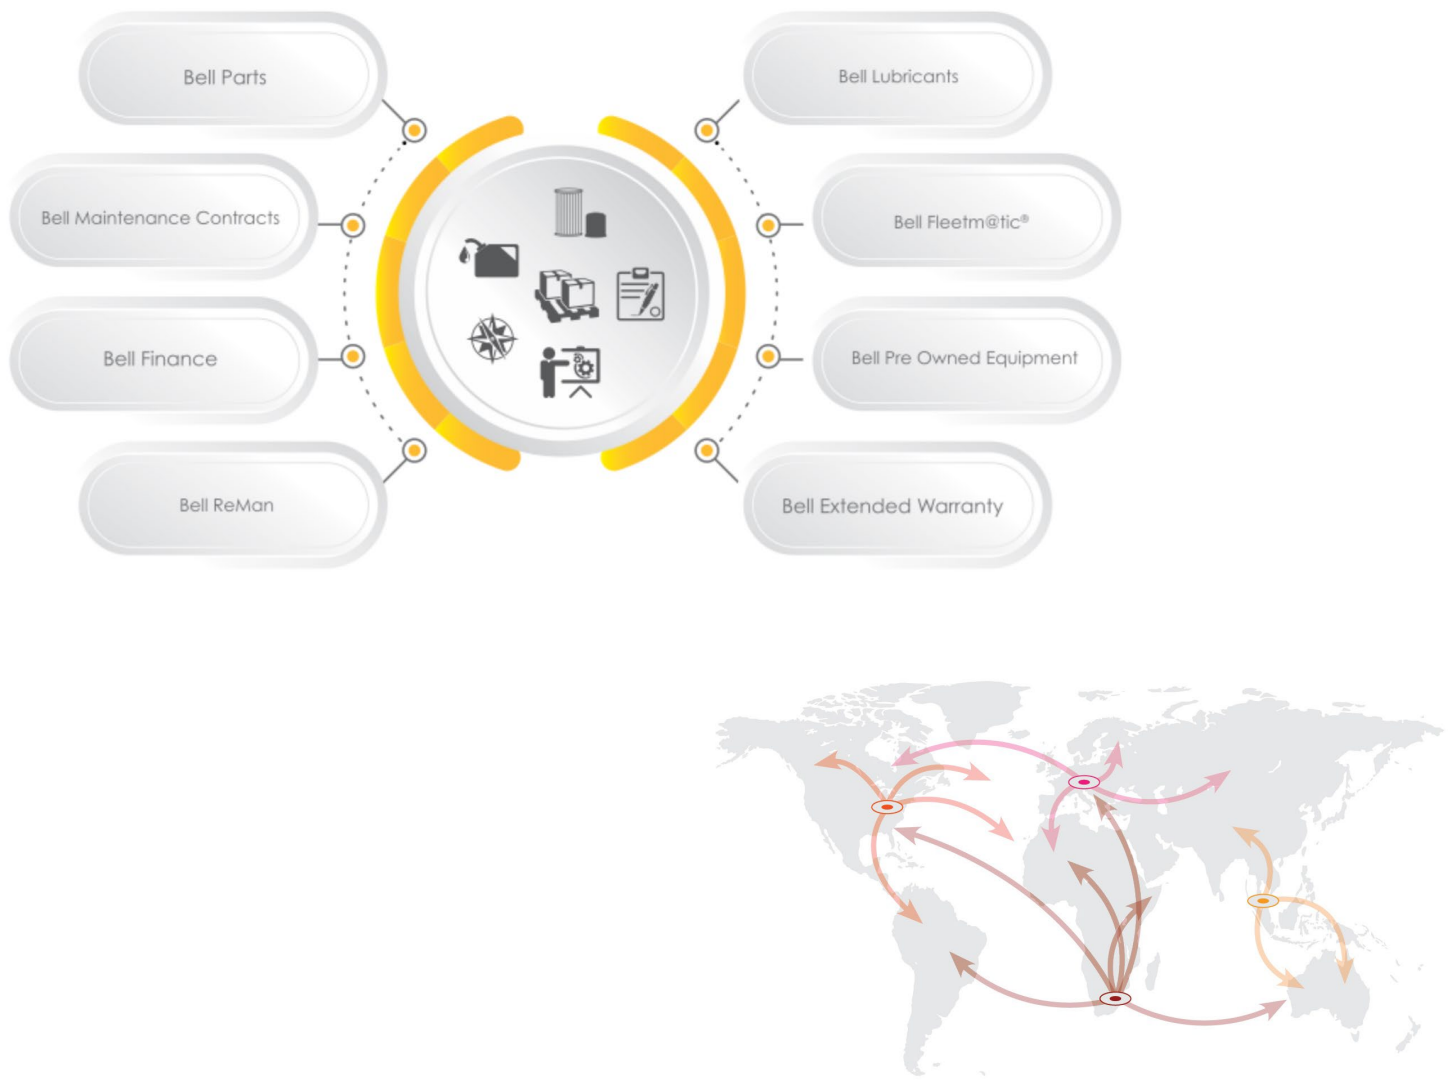 Bell Parts
Bell Lubricants
Bell Maintenance Contracts
Bell Fleetm@tic®
Bell Finance
Bell Pre Owned Equipment
Bell ReMan
Bell Extended Warranty